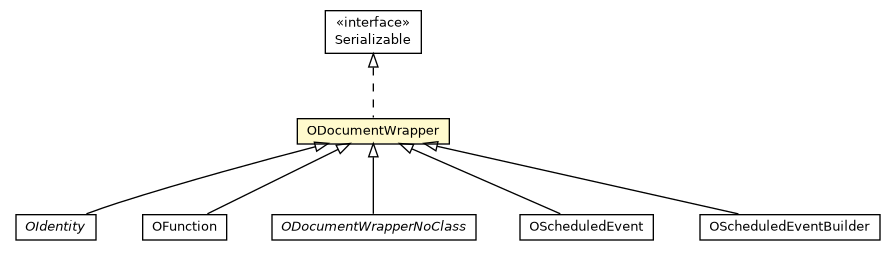 «interface»
Serializable
ODocumentWrapper
OIdentity
OFunction
ODocumentWrapperNoClass
OScheduledEvent
OScheduledEventBuilder